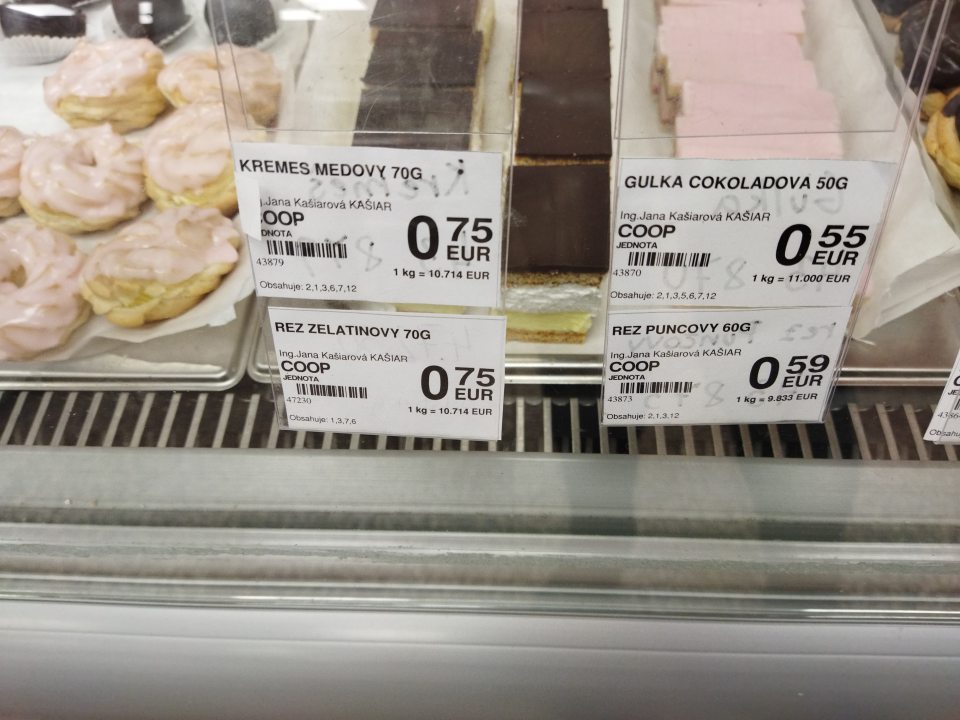 KREMES MEDOVY 70G
g.Jana Kašiarová KAŠIAR
COOP
DNOTA
0 75
EUR
43879
1 kg = 10.714 EUR
Obsahuje: 2,1,3,6,7,12
GULKA COKOLADOVA 50G
Ing.Jana Kašiarová KAŠIAR
COOP
JEDNOTA
0 55
EUR
43870
1 kg = 11.000 EUR
Obsahuje: 2,1,3,5,6,7,12
REZ ZELATINOVY 70G
Ing.Jana Kašiarová KAŠIAR
COOP
JEDNOTA
0 75
EUR
47230
1 kg = 10.714 EUR
Obsahuje: 1,3,7,6
REZ PUNCOVY 60G
Ing.Jana Kašiarová KAŠIAR
COOP
JEDNOTA
0 59
EUR
43873
1 kg = 9.833 EUR
Obsahuje: 2,1,3,12